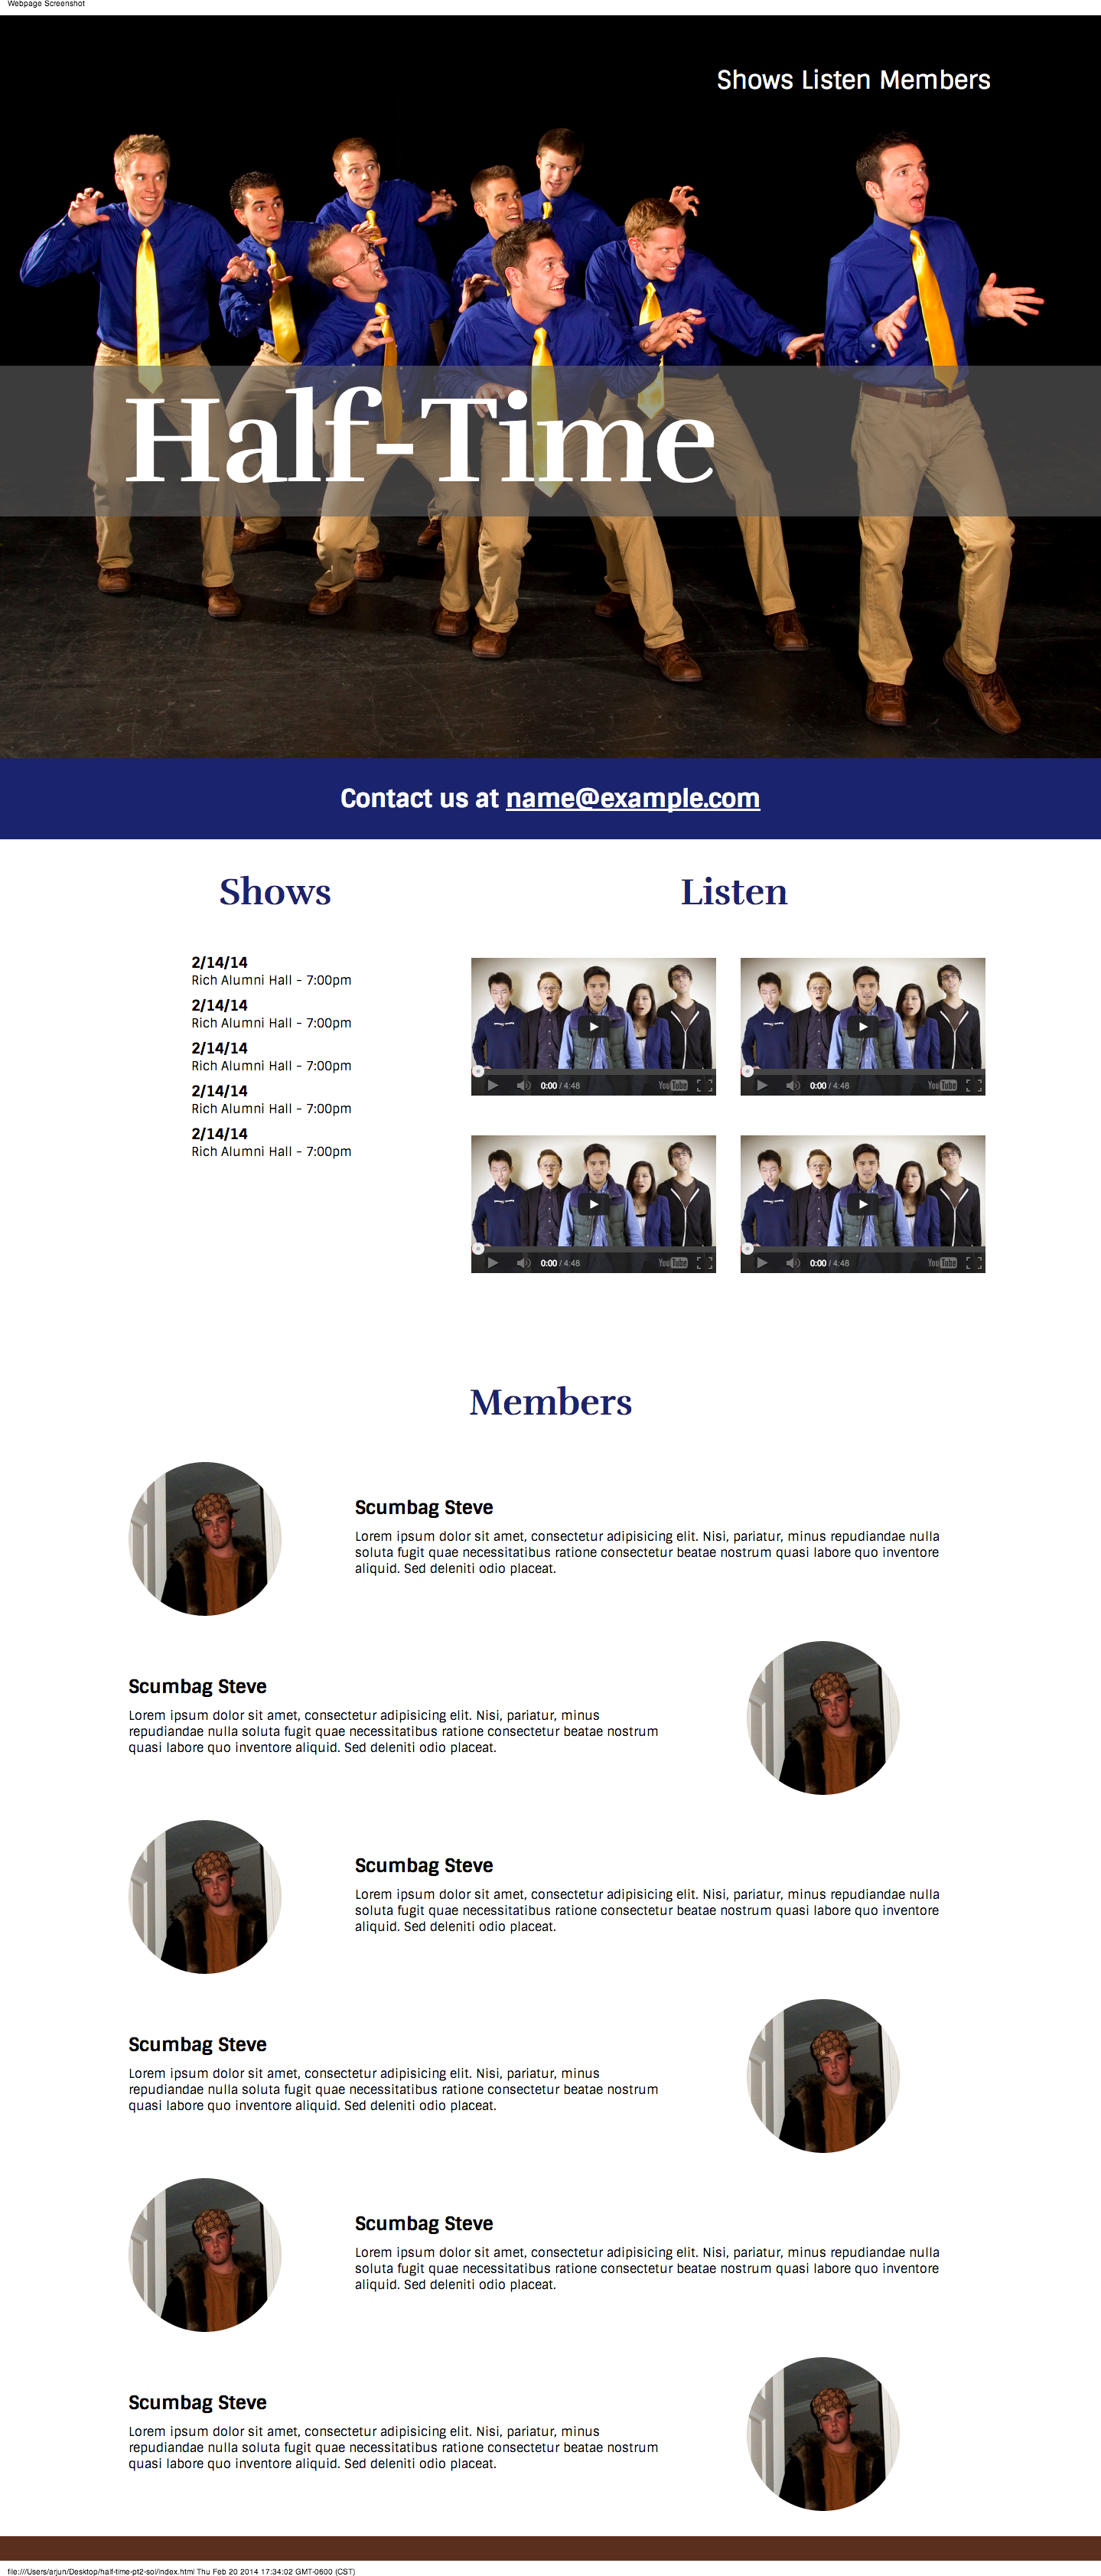 Webpage Screenshot
Shows Listen Members
Half-Time
Contact us at name@example.com
Shows
2/14/14
Rich Alumni Hall - 7:00pm
2/14/14
Rich Alumni Hall - 7:00pm
2/14/14
Rich Alumni Hall - 7:00pm
2/14/14
Rich Alumni Hall - 7:00pm
2/14/14
Rich Alumni Hall - 7:00pm
Listen
0:00 / 4:48 YouTube
0:00 / 4:48 YouTube
0:00 / 4:48 YouTube
0:00 / 4:48 YouTube
Members
Scumbag Steve
Lorem ipsum dolor sit amet, consectetur adipisicing elit. Nisi, pariatur, minus repudiandae nulla
soluta fugit quae necessitatibus ratione consectetur beatae nostrum quasi labore quo inventore
aliquid. Sed deleniti odio placeat.
Scumbag Steve
Lorem ipsum dolor sit amet, consectetur adipisicing elit. Nisi, pariatur, minus
repudiandae nulla soluta fugit quae necessitatibus ratione consectetur beatae nostrum
quasi labore quo inventore aliquid. Sed deleniti odio placeat.
Scumbag Steve
Lorem ipsum dolor sit amet, consectetur adipisicing elit. Nisi, pariatur, minus repudiandae nulla
soluta fugit quae necessitatibus ratione consectetur beatae nostrum quasi labore quo inventore
aliquid. Sed deleniti odio placeat.
Scumbag Steve
Lorem ipsum dolor sit amet, consectetur adipisicing elit. Nisi, pariatur, minus
repudiandae nulla soluta fugit quae necessitatibus ratione consectetur beatae nostrum
quasi labore quo inventore aliquid. Sed deleniti odio placeat.
Scumbag Steve
Lorem ipsum dolor sit amet, consectetur adipisicing elit. Nisi, pariatur, minus repudiandae nulla
soluta fugit quae necessitatibus ratione consectetur beatae nostrum quasi labore quo inventore
aliquid. Sed deleniti odio placeat.
Scumbag Steve
Lorem ipsum dolor sit amet, consectetur adipisicing elit. Nisi, pariatur, minus
repudiandae nulla soluta fugit quae necessitatibus ratione consectetur beatae nostrum
quasi labore quo inventore aliquid. Sed deleniti odio placeat.
file:///Users/arjun/Desktop/half-time-pt2-sol/index.html Thu Feb 20 2014 17:34:02 GMT-0600 (CST)